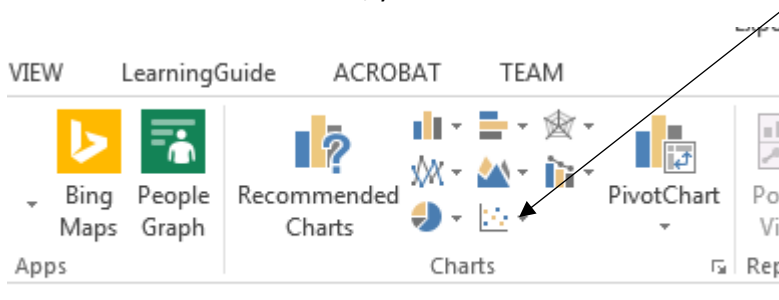 VIEW LearningGuide ACROBAT TEAM
Bing Maps
People Graph
Recommended Charts
PivotChart
Apps
Charts